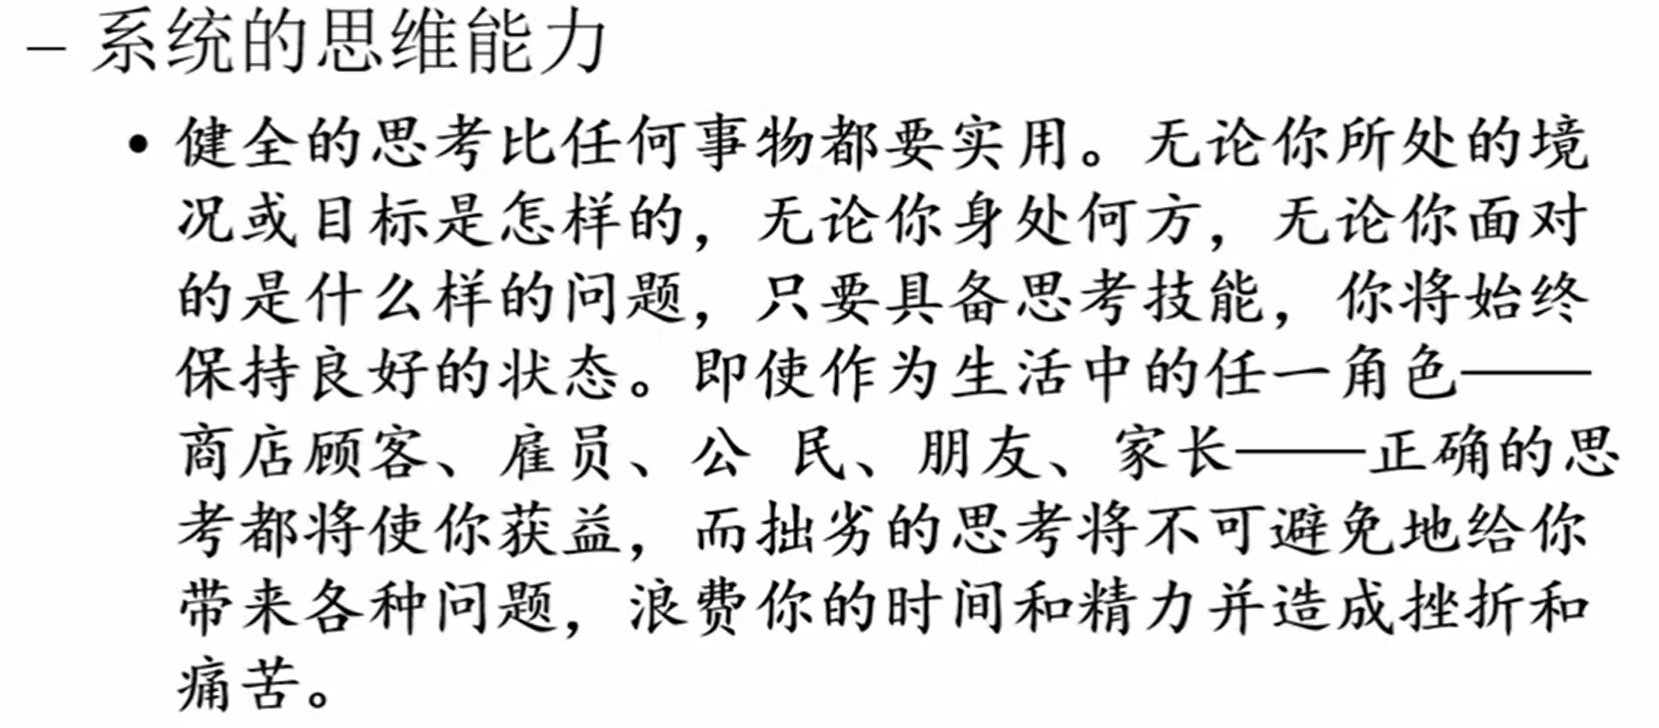 – 系统的思维能力
• 健全的思考比任何事物都要实用。无论你所处的境
况或目标是怎样的，无论你身处何方，无论你面对
的是什么样的问题，只要具备思考技能，你将始终
保持良好的状态。即使作为生活中的任一角色——
商店顾客、雇员、公 民、朋友、家长——正确的思
考都将使你获益，而拙劣的思考将不可避免地给你
带来各种问题，浪费你的时间和精力并造成挫折和
痛苦。